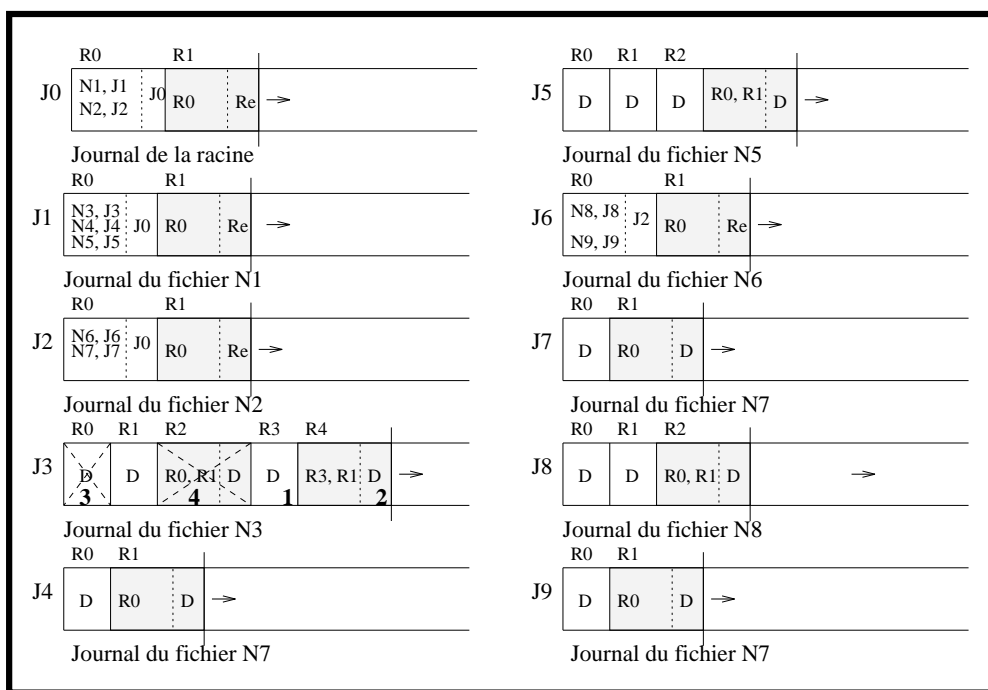 R0 R1
J0 N1, J1 J0 R0 Re
N2, J2
Journal de la racine
R0 R1
J1 N3, J3 J0 R0 Re
N4, J4
N5, J5
Journal du fichier N1
R0 R1
J2 N6, J6 J0 R0 Re
N7, J7
Journal du fichier N2
R0 R1 R2 R3 R4
J3 D D R0, R1 D D R3, R1 D
3 4 1 2
Journal du fichier N3
R0 R1
J4 D R0 D
Journal du fichier N7
R0 R1 R2
J5 D D D R0, R1 D
Journal du fichier N5
R0 R1
J6 N8, J8 J2 R0 Re
N9, J9
Journal du fichier N6
R0 R1
J7 D R0 D
Journal du fichier N7
R0 R1 R2
J8 D D R0, R1 D
Journal du fichier N8
R0 R1
J9 D R0 D
Journal du fichier N7